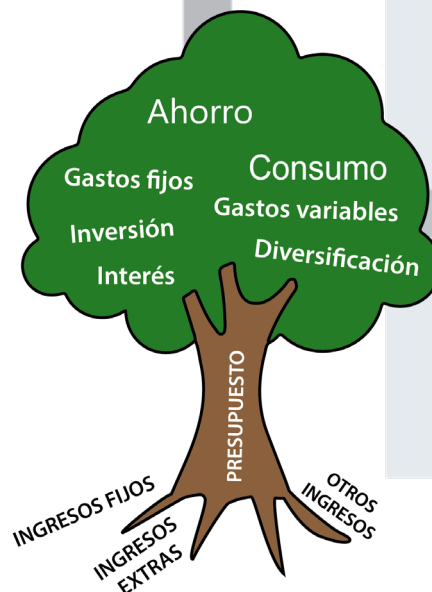 Ahorro
Consumo
Gastos fijos
Gastos variables
Inversión
Diversificación
Interés
PRESUPUESTO
INGRESOS FIJOS
INGRESOS
EXTRAS
OTROS
INGRESOS